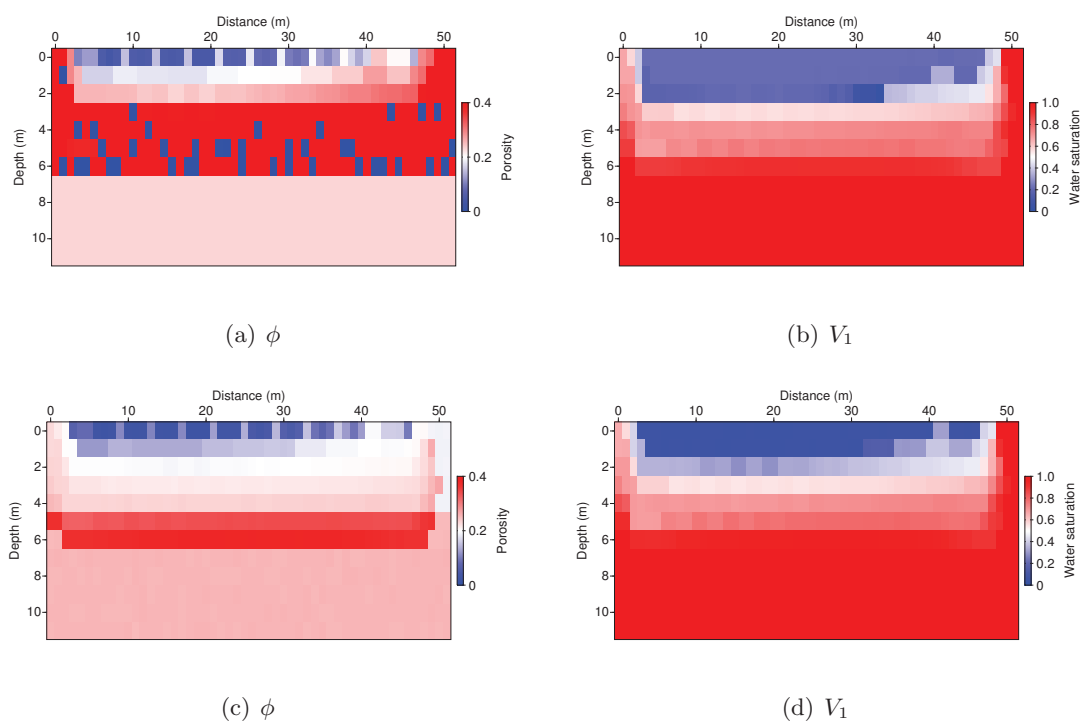 Distance (m)
0 10 20 30 40 50
0
2
4
6
8
10
Depth (m)
0.4
0.2
0
Porosity
(a) ϕ
Distance (m)
0 10 20 30 40 50
0
2
4
6
8
10
Depth (m)
1.0
0.8
0.6
0.4
0.2
0
Water saturation
(b) V₁
Distance (m)
0 10 20 30 40 50
0
2
4
6
8
10
Depth (m)
0.4
0.2
0
Porosity
(c) ϕ
Distance (m)
0 10 20 30 40 50
0
2
4
6
8
10
Depth (m)
1.0
0.8
0.6
0.4
0.2
0
Water saturation
(d) V₁